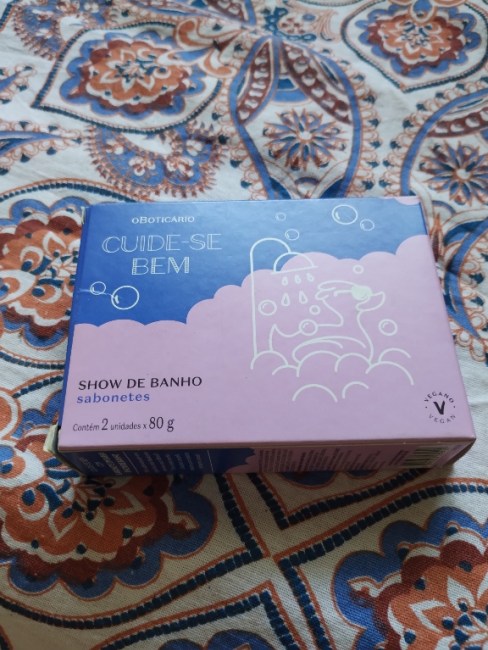 oBOTICÁRIO
CUIDE-SE
BEM
SHOW DE BANHO
sabonetes
Contém 2 unidades x 80 g
VEGANO
V
VEGAN